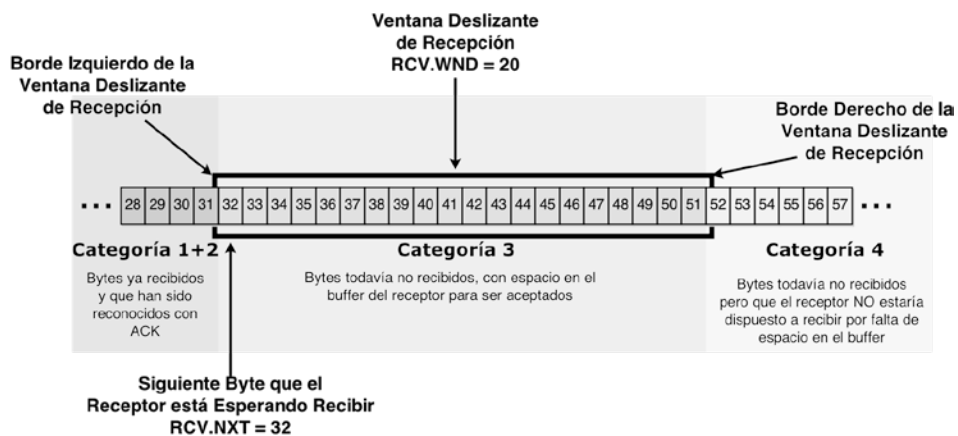 Ventana Deslizante
de Recepción
RCV.WND = 20
Borde Izquierdo de la
Ventana Deslizante
de Recepción
Borde Derecho de la
Ventana Deslizante
de Recepción
... 28 29 30 31 32 33 34 35 36 37 38 39 40 41 42 43 44 45 46 47 48 49 50 51 52 53 54 55 56 57 ...
Categoría 1+2
Bytes ya recibidos
y que han sido
reconocidos con
ACK
Categoría 3
Bytes todavía no recibidos, con espacio en el
buffer del receptor para ser aceptados
Categoría 4
Bytes todavía no recibidos
pero que el receptor NO estaría
dispuesto a recibir por falta de
espacio en el buffer
Siguiente Byte que el
Receptor está Esperando Recibir
RCV.NXT = 32